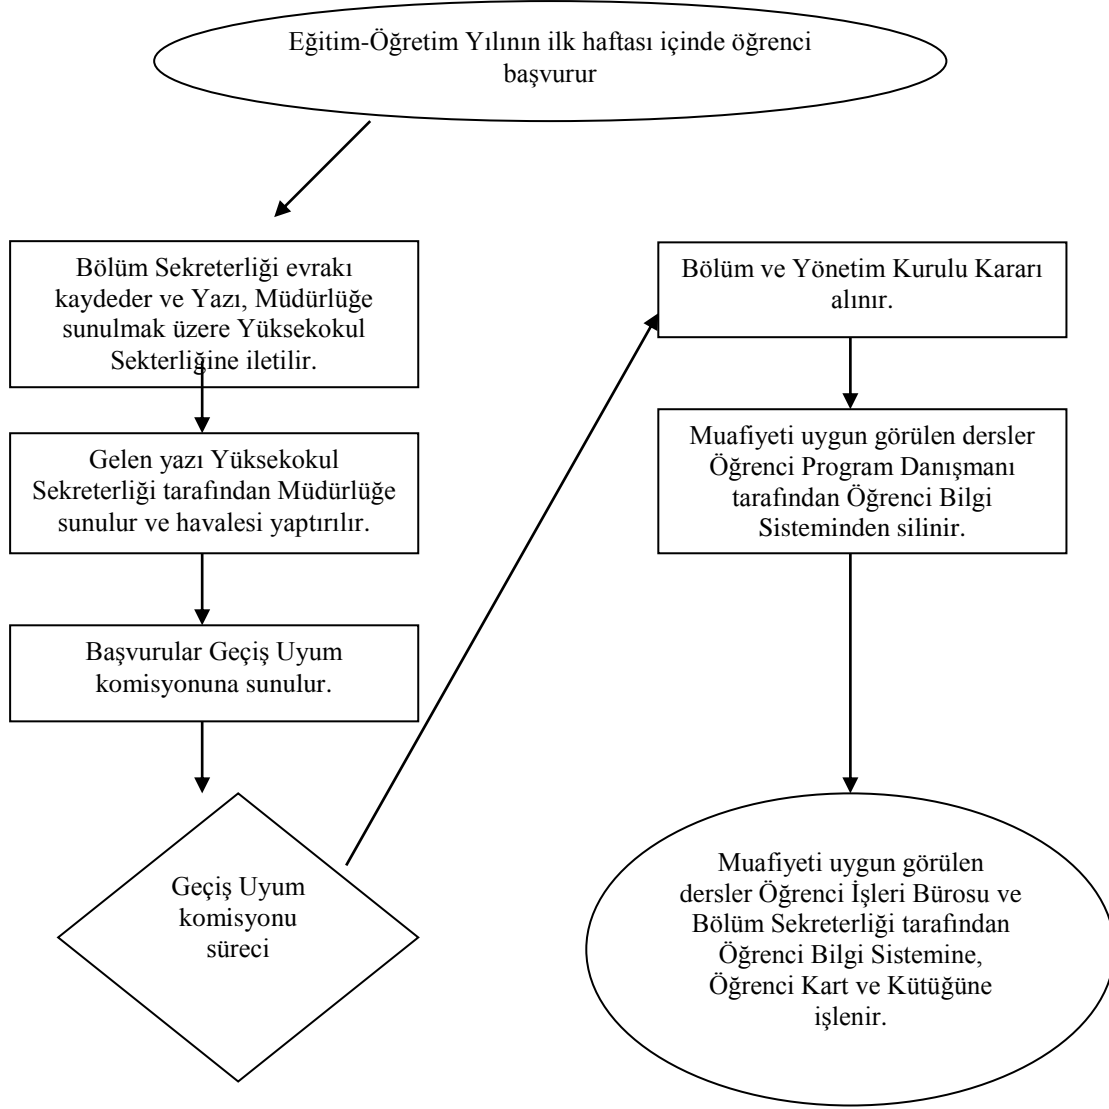 Eğitim-Öğretim Yılının ilk haftası içinde öğrenci
başvurur
Bölüm Sekreterliği evrakı
kaydeder ve Yazı, Müdürlüğe
sunulmak üzere Yüksekokul
Sekterliğine iletilir.
Gelen yazı Yüksekokul
Sekreterliği tarafından Müdürlüğe
sunulur ve havalesi yaptırılır.
Başvurular Geçiş Uyum
komisyonuna sunulur.
Geçiş Uyum
komisyonu
süreci
Bölüm ve Yönetim Kurulu Kararı
alınır.
Muafiyeti uygun görülen dersler
Öğrenci Program Danışmanı
tarafından Öğrenci Bilgi
Sisteminden silinir.
Muafiyeti uygun görülen
dersler Öğrenci İşleri Bürosu ve
Bölüm Sekreterliği tarafından
Öğrenci Bilgi Sistemine,
Öğrenci Kart ve Kütüğüne
işlenir.